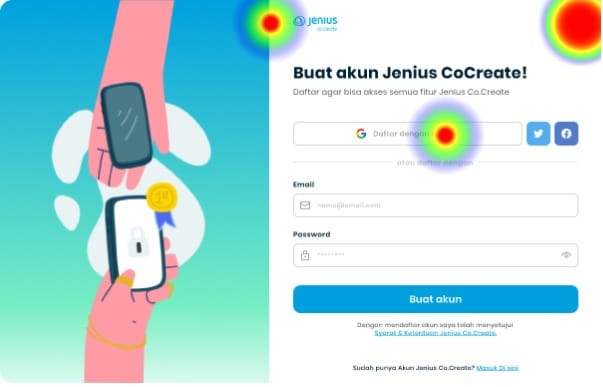 jenius
cocreate
Buat akun Jenius CoCreate!
Daftar agar bisa akses semua fitur Jenius Co.Create
Daftar dengan
atau daftar dengan
Email
name@email.com
Password
********
Buat akun
Dengan mendaftar akun saya telah menyetujui
Syarat & Ketentuan Jenius Co.Create.
Sudah punya Akun Jenius Co.Create? Masuk Di sini
1st